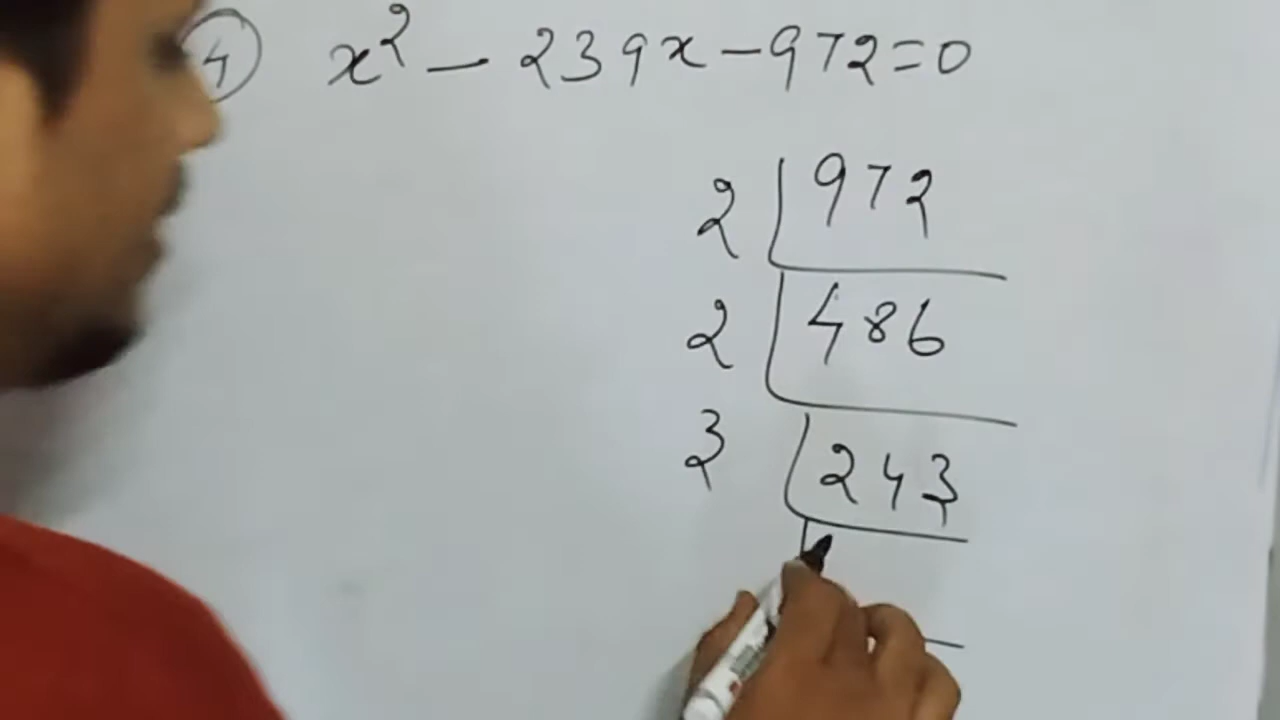 ④ x² - 239x - 972 = 0
2 | 972
2 | 486
3 | 243